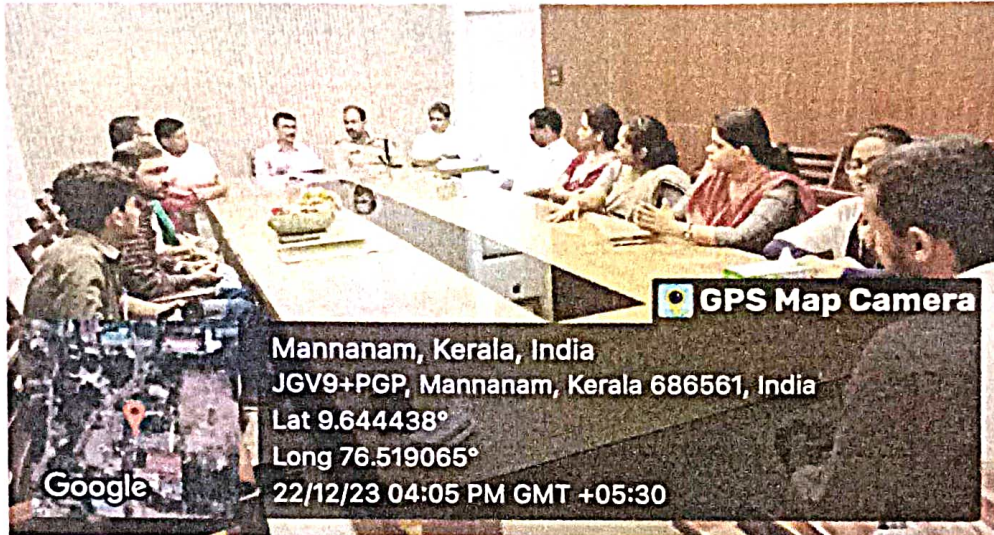 GPS Map Camera
Mannanam, Kerala, India
JGV9+PGP, Mannanam, Kerala 686561, India
Lat 9.644438°
Long 76.519065°
22/12/23 04:05 PM GMT +05:30
Google